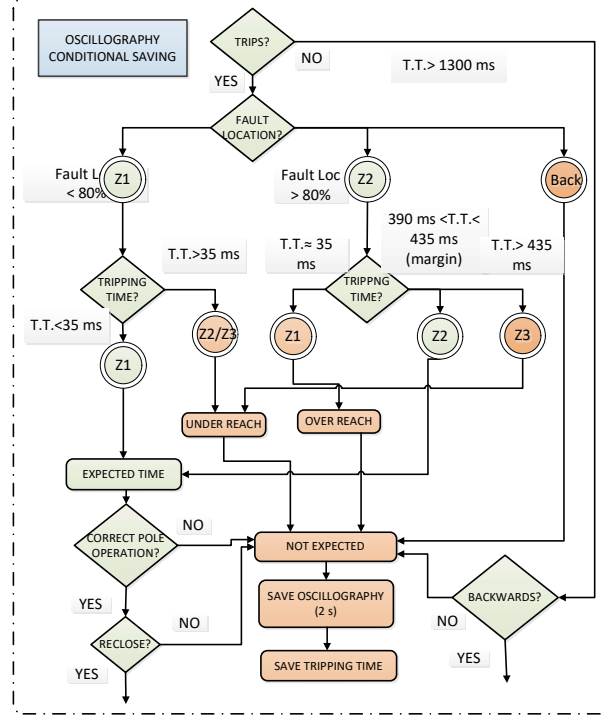 OSCILLOGRAPHY
CONDITIONAL SAVING
TRIPS?
NO
T.T.> 1300 ms
YES
FAULT
LOCATION?
Fault L
< 80%
Z1
Fault Loc
> 80%
Z2
Back
T.T.>35 ms
T.T.≈ 35
ms
390 ms <T.T.<
435 ms
(margin)
T.T.> 435
ms
TRIPPING
TIME?
TRIPPNG
TIME?
T.T.<35 ms
Z1
Z2/Z3
Z1
Z2
Z3
UNDER REACH
OVER REACH
EXPECTED TIME
CORRECT POLE
OPERATION?
NO
NOT EXPECTED
YES
SAVE OSCILLOGRAPHY
(2 s)
BACKWARDS?
NO
RECLOSE?
NO
YES
SAVE TRIPPING TIME
YES